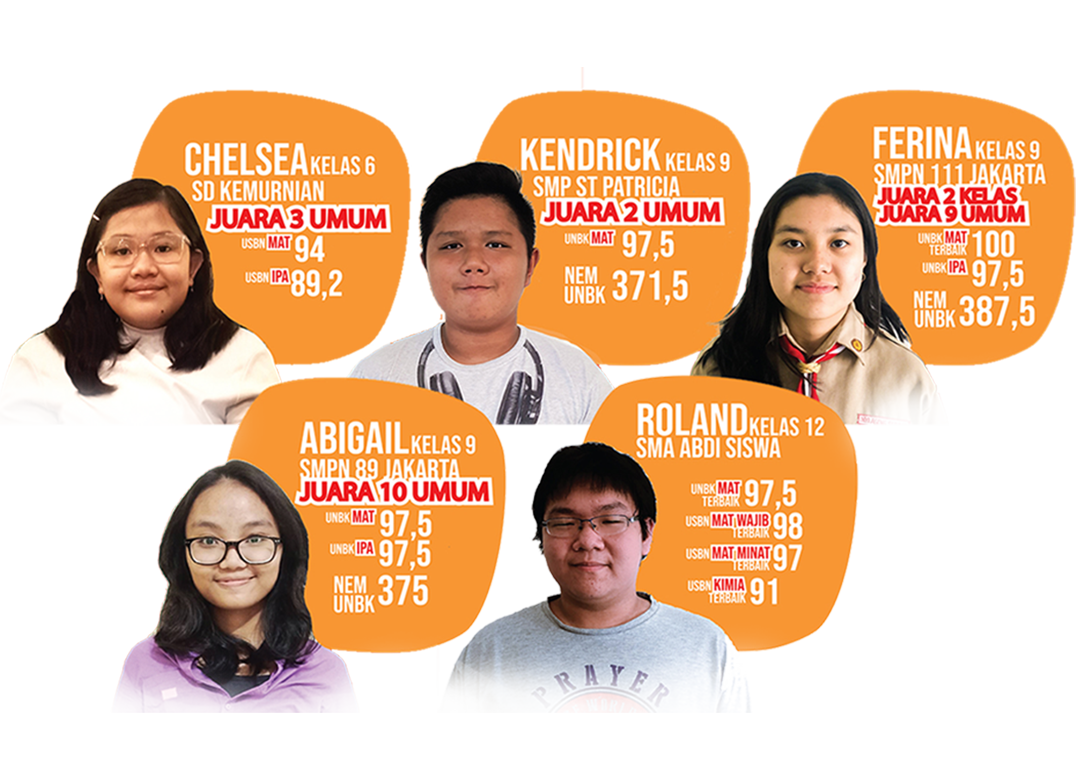 CHELSEA KELAS 6
SD KEMURNIAN
JUARA 3 UMUM
USBN MAT 94
USBN IPA 89,2
KENDRICK KELAS 9
SMP ST PATRICIA
JUARA 2 UMUM
UNBK MAT 97,5
NEM UNBK 371,5
FERINA KELAS 9
SMPN 111 JAKARTA
JUARA 2 KELAS
JUARA 9 UMUM
UNBK MAT TERBAIK 100
UNBK IPA 97,5
NEM UNBK 387,5
ABIGAIL KELAS 9
SMPN 89 JAKARTA
JUARA 10 UMUM
UNBK MAT 97,5
UNBK IPA 97,5
NEM UNBK 375
ROLAND KELAS 12
SMA ABDI SISWA
UNBK MAT TERBAIK 97,5
USBN MAT WAJIB TERBAIK 98
USBN MAT MINAT TERBAIK 97
USBN KIMIA TERBAIK 91
PRAYER